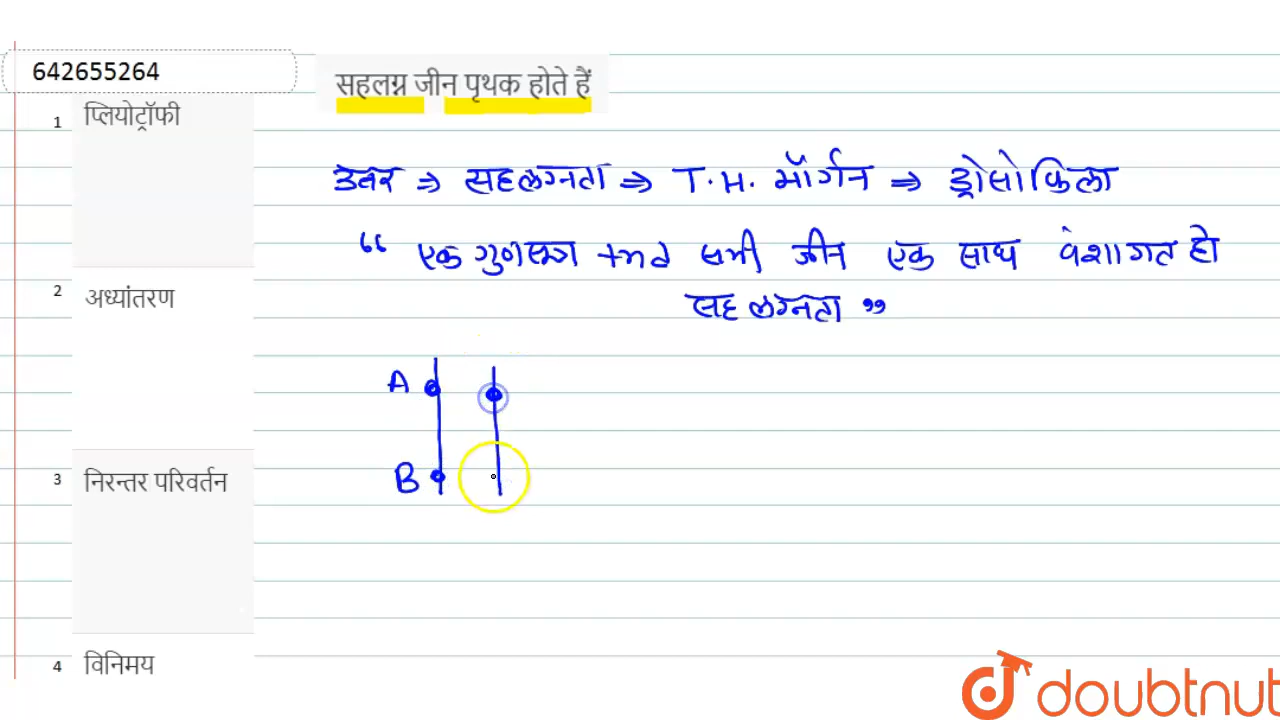 642655264
सहलग्न जीन पृथक होते हैं
1 प्लियोट्रॉफी
उत्तर ⇒ सहलग्नता ⇒ T.H. मॉर्गन ⇒ ड्रोसोफिला
“ एक गुणसूत्र सभी जीन एक साथ वंशागत हो
सहलग्नता ”
2 अध्यांतरण
A
B
3 निरन्तर परिवर्तन
4 विनिमय
doubtnut